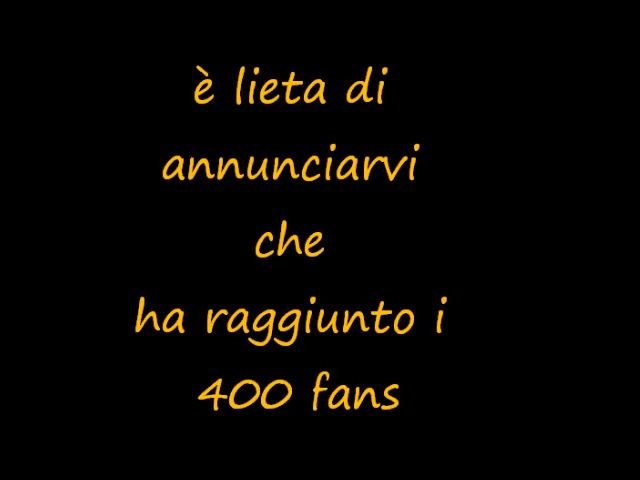 è lieta di
annunciarvi
che
ha raggiunto i
400 fans